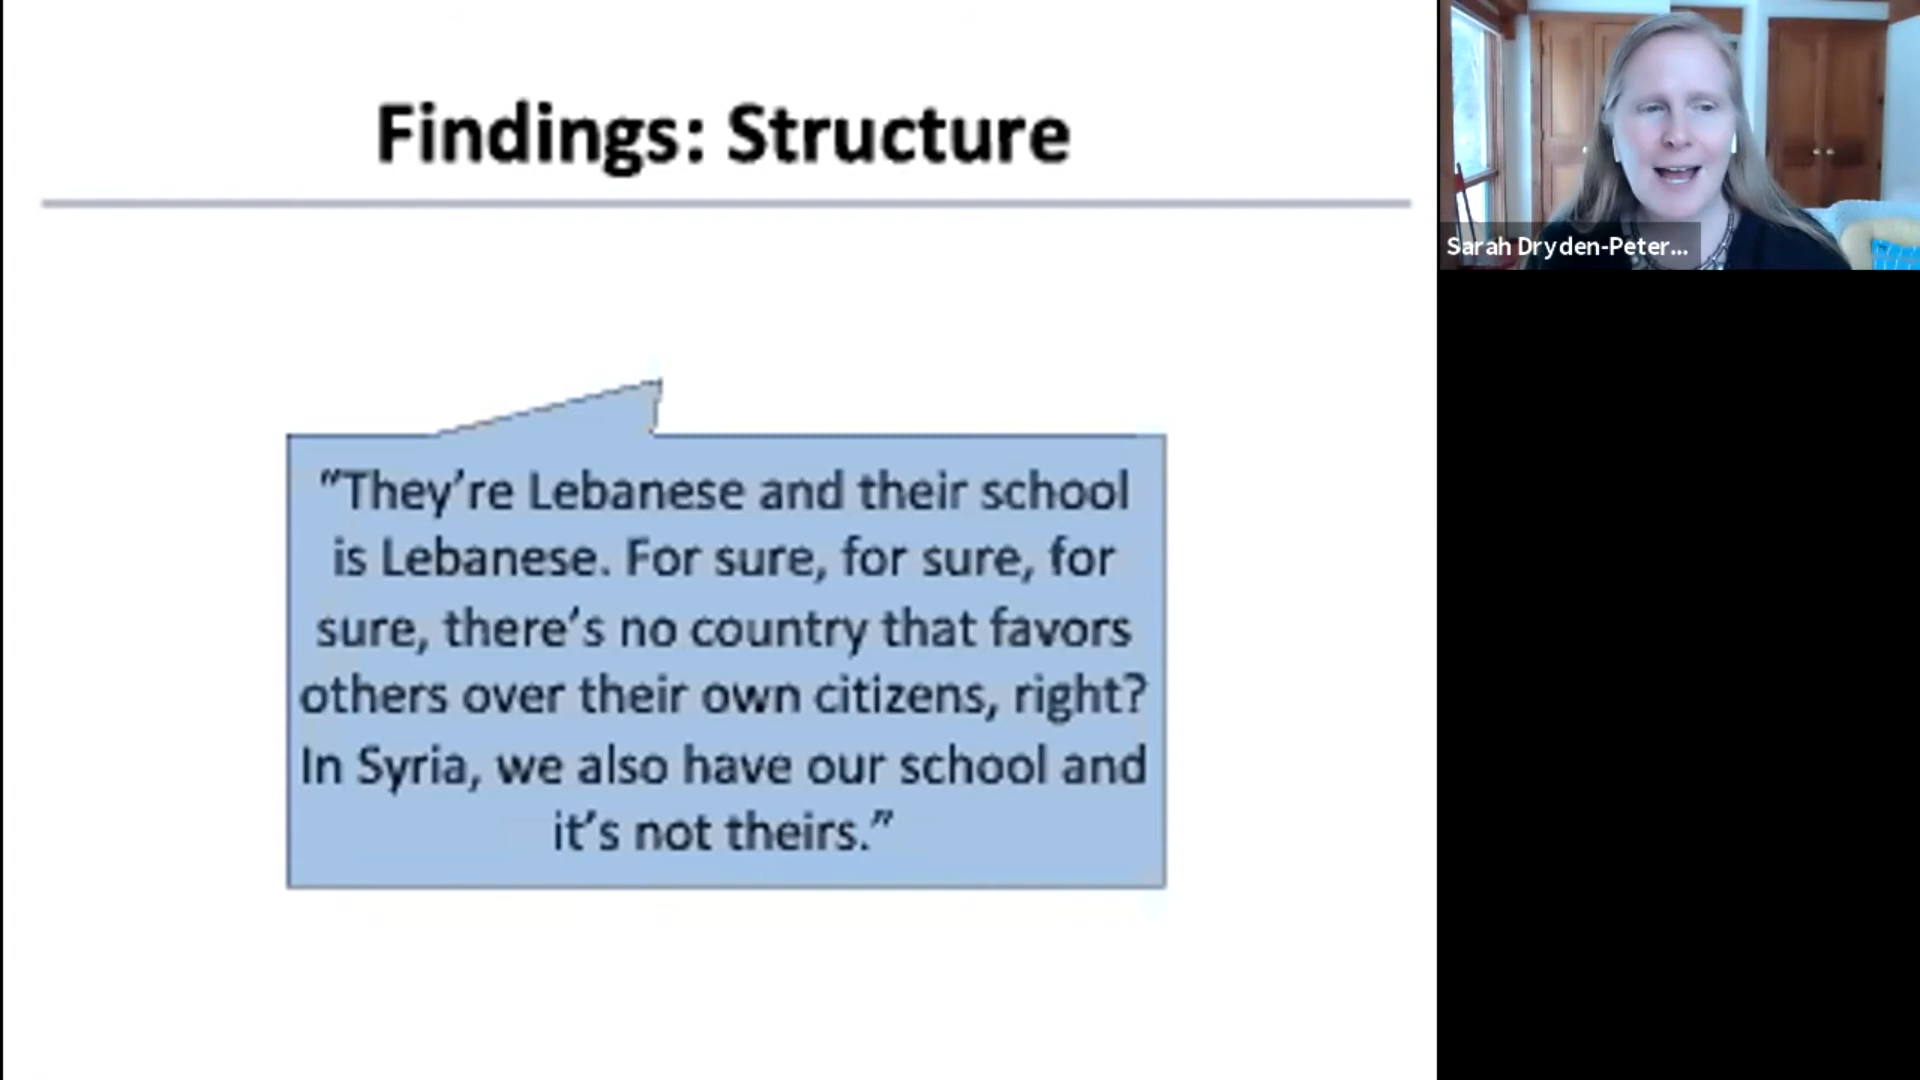 Findings: Structure
“They’re Lebanese and their school
is Lebanese. For sure, for sure, for
sure, there’s no country that favors
others over their own citizens, right?
In Syria, we also have our school and
it’s not theirs.”
Sarah Dryden-Peter...